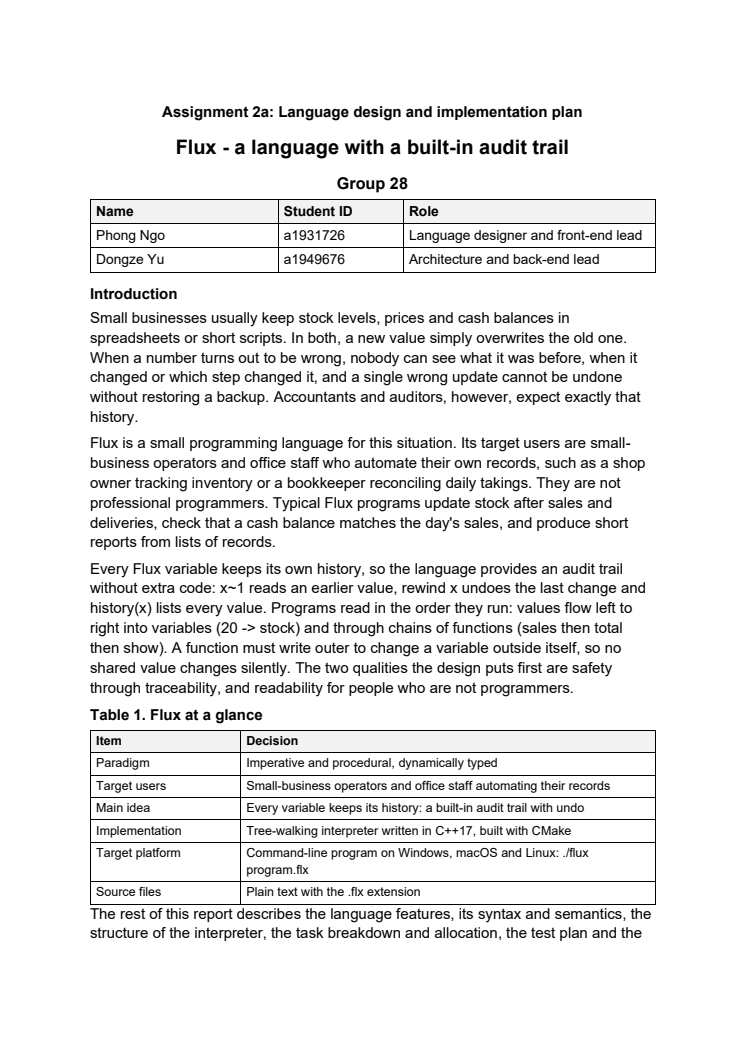 Assignment 2a: Language design and implementation plan
Flux - a language with a built-in audit trail
Group 28
Name Student ID Role
Phong Ngo a1931726 Language designer and front-end lead
Dongze Yu a1949676 Architecture and back-end lead
Introduction
Small businesses usually keep stock levels, prices and cash balances in
spreadsheets or short scripts. In both, a new value simply overwrites the old one.
When a number turns out to be wrong, nobody can see what it was before, when it
changed or which step changed it, and a single wrong update cannot be undone
without restoring a backup. Accountants and auditors, however, expect exactly that
history.
Flux is a small programming language for this situation. Its target users are small-
business operators and office staff who automate their own records, such as a shop
owner tracking inventory or a bookkeeper reconciling daily takings. They are not
professional programmers. Typical Flux programs update stock after sales and
deliveries, check that a cash balance matches the day's sales, and produce short
reports from lists of records.
Every Flux variable keeps its own history, so the language provides an audit trail
without extra code: x~1 reads an earlier value, rewind x undoes the last change and
history(x) lists every value. Programs read in the order they run: values flow left to
right into variables (20 -> stock) and through chains of functions (sales then total
then show). A function must write outer to change a variable outside itself, so no
shared value changes silently. The two qualities the design puts first are safety
through traceability, and readability for people who are not programmers.
Table 1. Flux at a glance
Item Decision
Paradigm Imperative and procedural, dynamically typed
Target users Small-business operators and office staff automating their records
Main idea Every variable keeps its history: a built-in audit trail with undo
Implementation Tree-walking interpreter written in C++17, built with CMake
Target platform Command-line program on Windows, macOS and Linux: ./flux
program.flx
Source files Plain text with the .flx extension
The rest of this report describes the language features, its syntax and semantics, the
structure of the interpreter, the task breakdown and allocation, the test plan and the